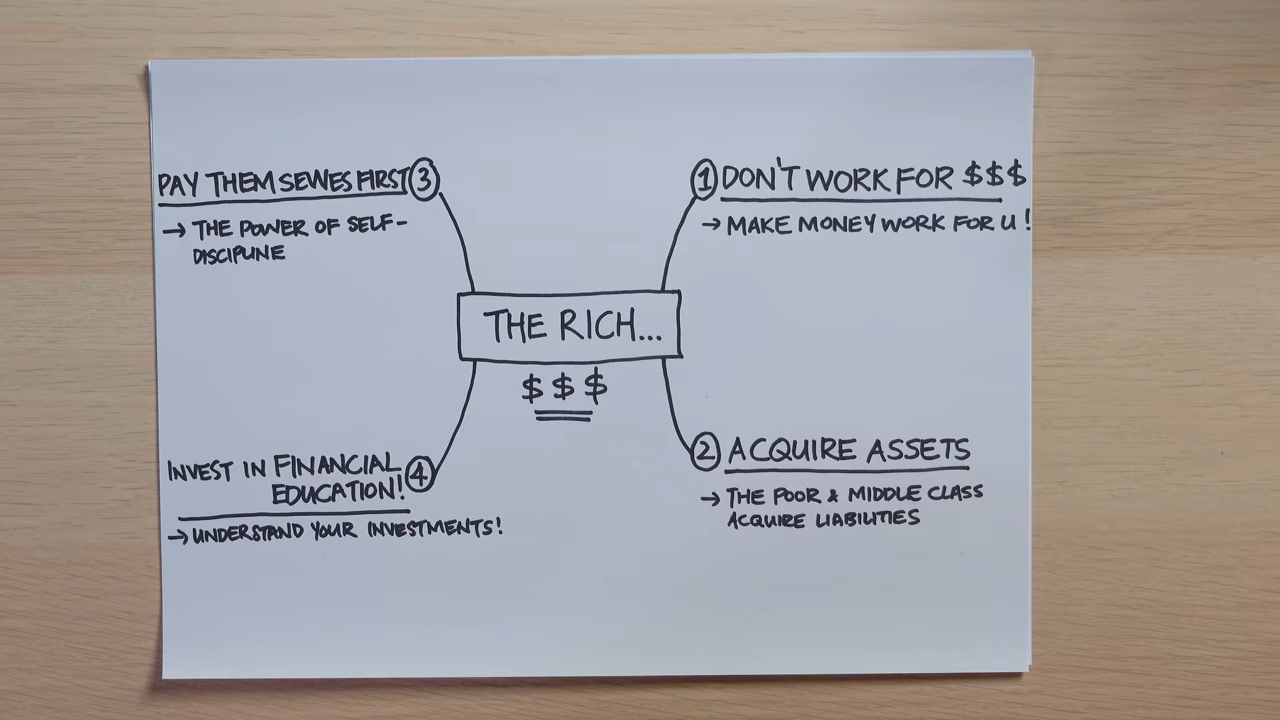 THE RICH...
$ $ $
① DON'T WORK FOR $$$
→ MAKE MONEY WORK FOR U!
② ACQUIRE ASSETS
→ THE POOR & MIDDLE CLASS
ACQUIRE LIABILITIES
PAY THEMSELVES FIRST ③
→ THE POWER OF SELF-
DISCIPLINE
INVEST IN FINANCIAL
EDUCATION! ④
→ UNDERSTAND YOUR INVESTMENTS!